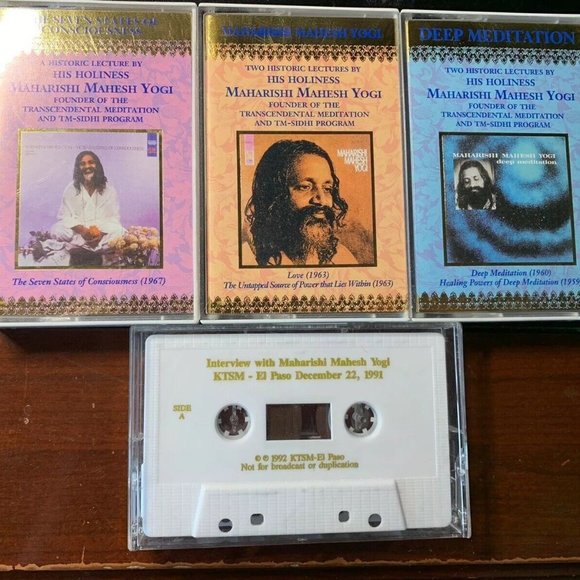 THE SEVEN STATES OF
CONSCIOUSNESS
A HISTORIC LECTURE BY
HIS HOLINESS
MAHARISHI MAHESH YOGI
FOUNDER OF THE
TRANSCENDENTAL MEDITATION
AND TM-SIDHI PROGRAM
The Seven States of Consciousness (1967)
MAHARISHI MAHESH YOGI
TWO HISTORIC LECTURES BY
HIS HOLINESS
MAHARISHI MAHESH YOGI
FOUNDER OF THE
TRANSCENDENTAL MEDITATION
AND TM-SIDHI PROGRAM
MAHARISHI
MAHESH
YOGI
Love (1963)
The Untapped Source of Power that Lies Within (1963)
DEEP MEDITATION
TWO HISTORIC LECTURES BY
HIS HOLINESS
MAHARISHI MAHESH YOGI
FOUNDER OF THE
TRANSCENDENTAL MEDITATION
AND TM-SIDHI PROGRAM
MAHARISHI MAHESH YOGI
deep meditation
Deep Meditation (1960)
Healing Powers of Deep Meditation (1959
Interview with Maharishi Mahesh Yogi
KTSM - El Paso December 22, 1991
SIDE
A
© ℗ 1992 KTSM-El Paso
Not for broadcast or duplication